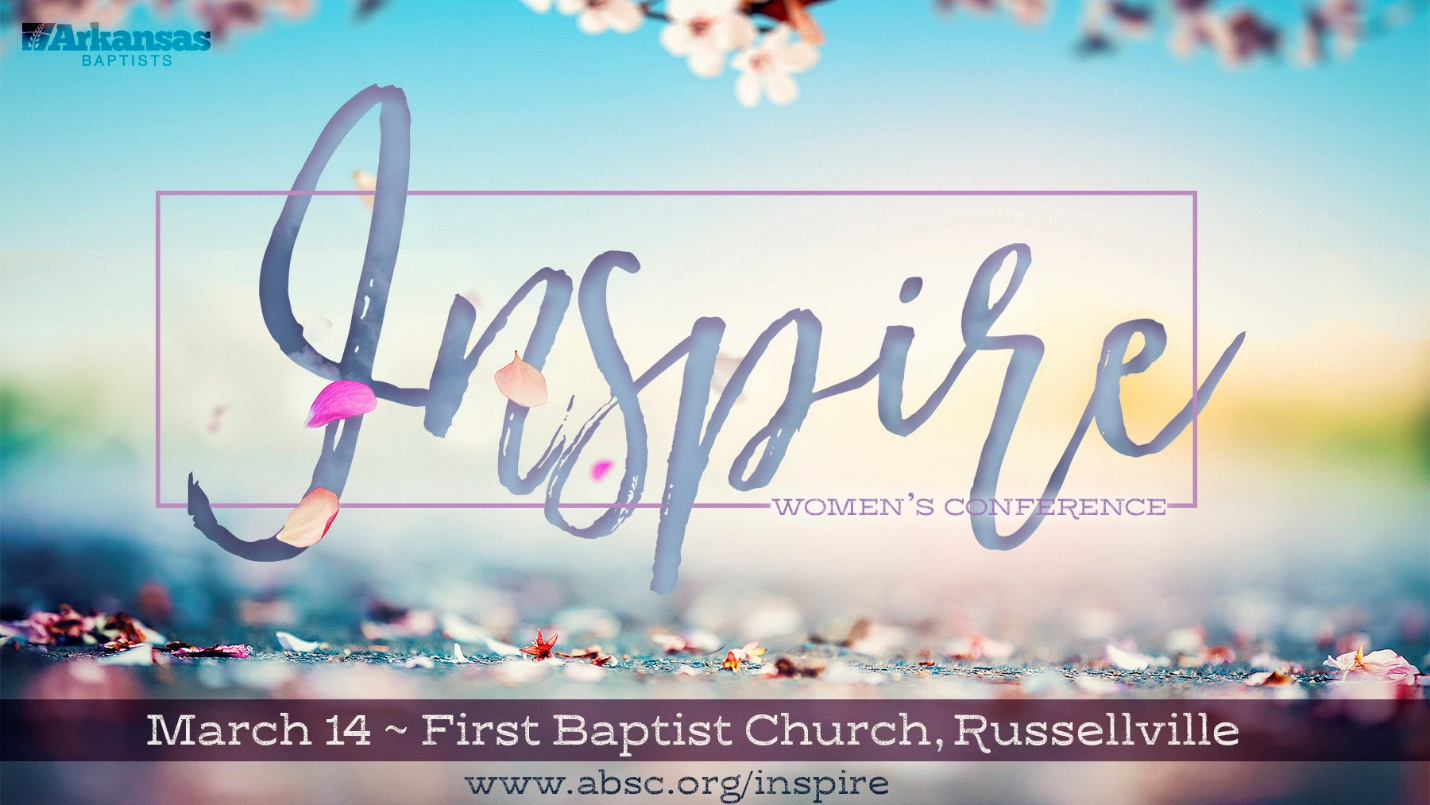 Arkansas
BAPTISTS
Inspire
WOMEN'S CONFERENCE
March 14 ~ First Baptist Church, Russellville
www.absc.org/inspire